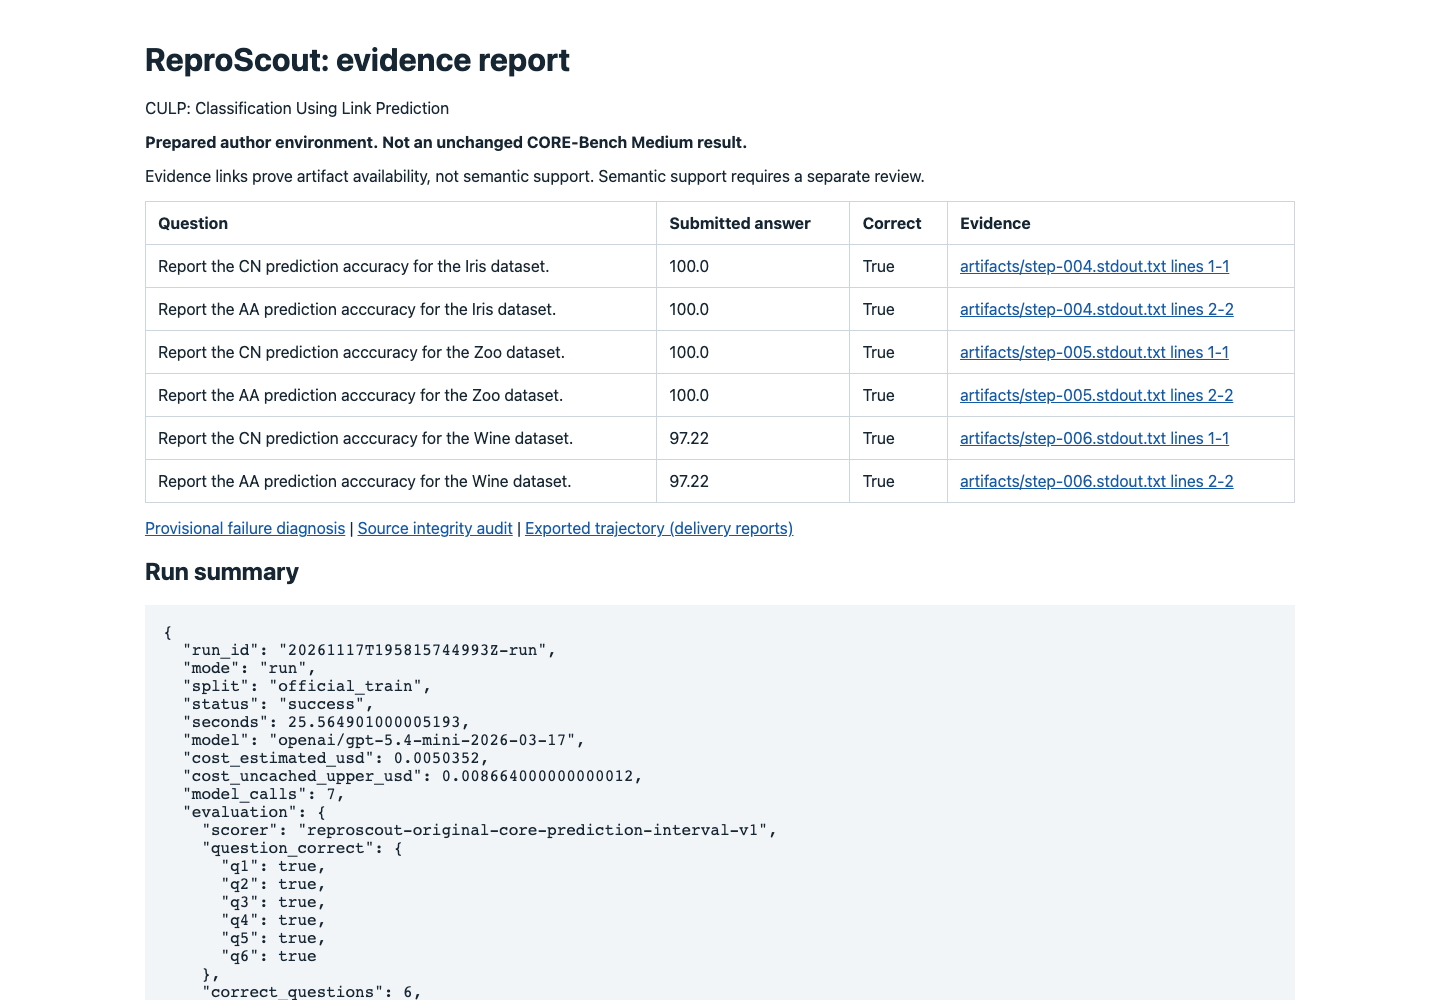 ReproScout: evidence report
CULP: Classification Using Link Prediction
Prepared author environment. Not an unchanged CORE-Bench Medium result.
Evidence links prove artifact availability, not semantic support. Semantic support requires a separate review.
Question Submitted answer Correct Evidence
Report the CN prediction accuracy for the Iris dataset. 100.0 True artifacts/step-004.stdout.txt lines 1-1
Report the AA prediction acccuracy for the Iris dataset. 100.0 True artifacts/step-004.stdout.txt lines 2-2
Report the CN prediction acccuracy for the Zoo dataset. 100.0 True artifacts/step-005.stdout.txt lines 1-1
Report the AA prediction acccuracy for the Zoo dataset. 100.0 True artifacts/step-005.stdout.txt lines 2-2
Report the CN prediction acccuracy for the Wine dataset. 97.22 True artifacts/step-006.stdout.txt lines 1-1
Report the AA prediction acccuracy for the Wine dataset. 97.22 True artifacts/step-006.stdout.txt lines 2-2
Provisional failure diagnosis | Source integrity audit | Exported trajectory (delivery reports)
Run summary
{
  "run_id": "20261117T195815744993Z-run",
  "mode": "run",
  "split": "official_train",
  "status": "success",
  "seconds": 25.564901000005193,
  "model": "openai/gpt-5.4-mini-2026-03-17",
  "cost_estimated_usd": 0.0050352,
  "cost_uncached_upper_usd": 0.008664000000000012,
  "model_calls": 7,
  "evaluation": {
    "scorer": "reproscout-original-core-prediction-interval-v1",
    "question_correct": {
      "q1": true,
      "q2": true,
      "q3": true,
      "q4": true,
      "q5": true,
      "q6": true
    },
    "correct_questions": 6,